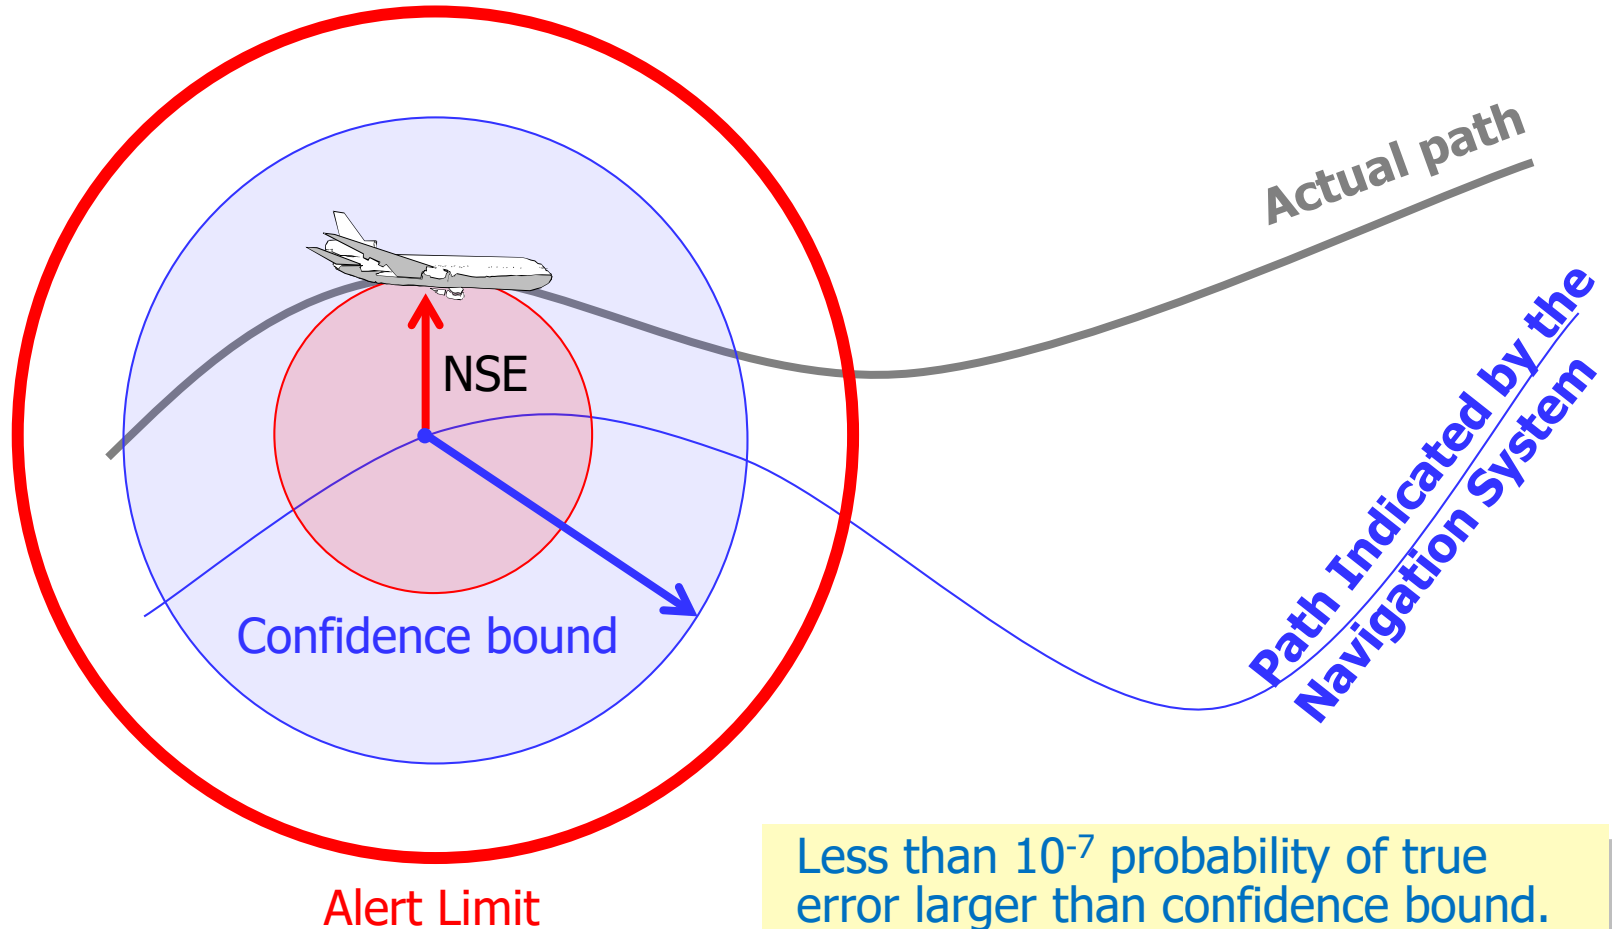 Actual path
NSE
Path Indicated by the
Navigation System
Confidence bound
Alert Limit
Less than 10⁻⁷ probability of true
error larger than confidence bound.